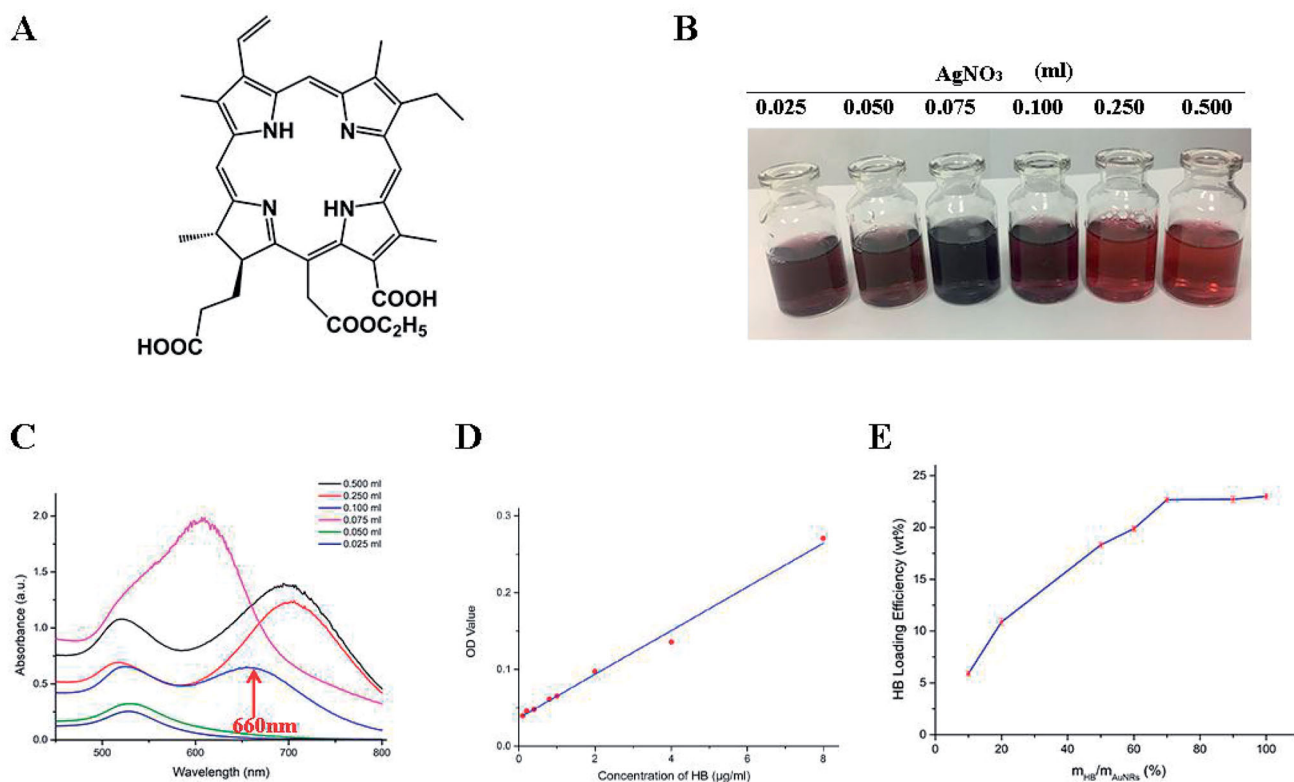 A
NH
N
N
HN
COOH
COOC₂H₅
HOOC
B
AgNO₃ (ml)
0.025 0.050 0.075 0.100 0.250 0.500
C
0.500 ml
0.250 ml
0.100 ml
0.075 ml
0.050 ml
0.025 ml
2.0
1.5
1.0
0.5
0.0
660nm
500 600 700 800
Wavelength (nm)
Absorbance (a.u.)
D
0.3
0.2
0.1
0.0
0 2 4 6 8
Concentration of HB (μg/ml)
OD Value
E
25
20
15
10
5
0
0 20 40 60 80 100
m_HB/m_AuNRs (%)
HB Loading Efficiency (wt%)